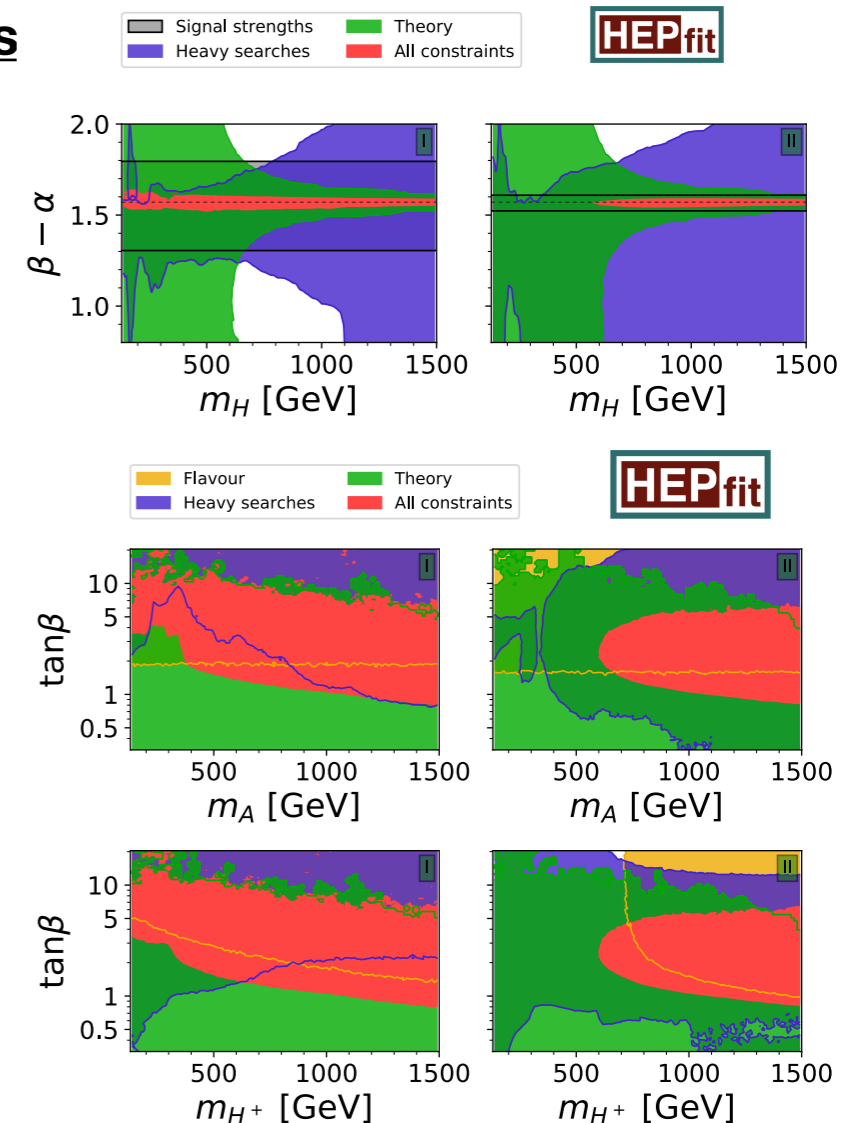 s
Signal strengths Theory
Heavy searches All constraints
HEPfit
I II
2.0
1.5
1.0
β − α
500 1000 1500 500 1000 1500
m_H [GeV] m_H [GeV]
Flavour Theory
Heavy searches All constraints
HEPfit
I II
10
5
1
0.5
tanβ
500 1000 1500 500 1000 1500
m_A [GeV] m_A [GeV]
I II
10
5
1
0.5
tanβ
500 1000 1500 500 1000 1500
m_{H^+} [GeV] m_{H^+} [GeV]